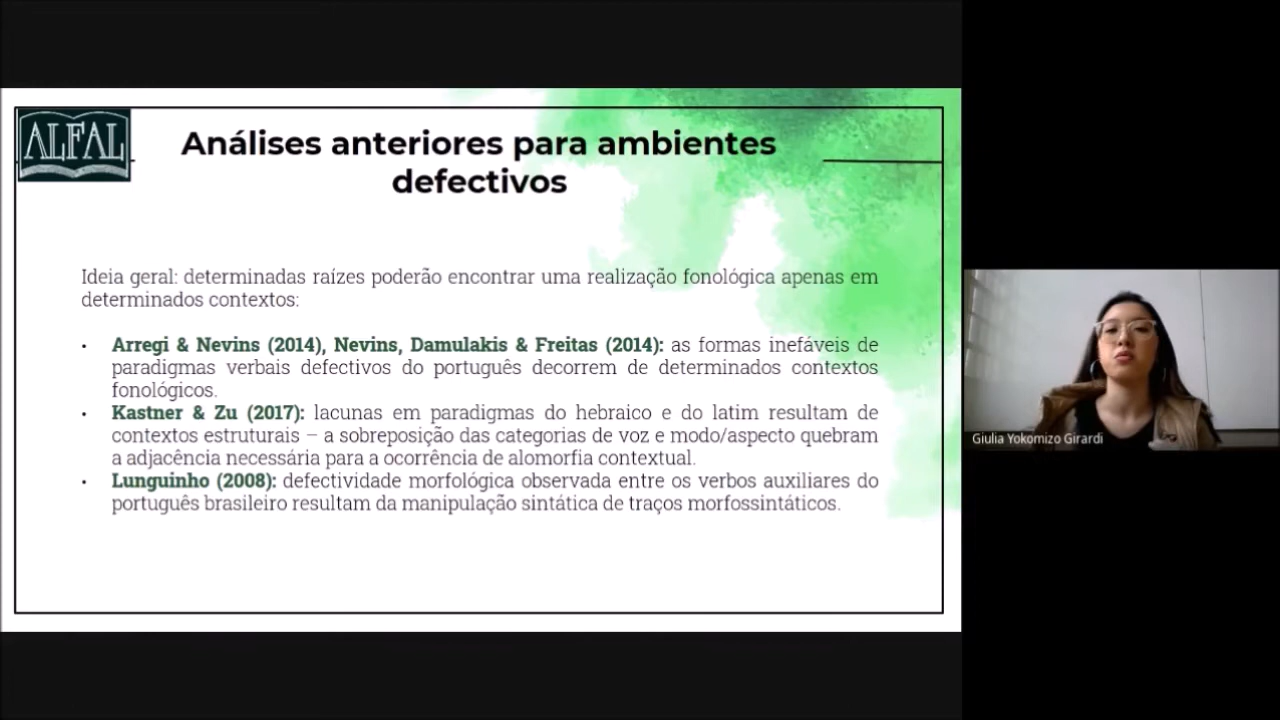 ALFAL
Análises anteriores para ambientes
defectivos
Ideia geral: determinadas raízes poderão encontrar uma realização fonológica apenas em
determinados contextos:
• Arregi & Nevins (2014), Nevins, Damulakis & Freitas (2014): as formas inefáveis de
paradigmas verbais defectivos do português decorrem de determinados contextos
fonológicos.
• Kastner & Zu (2017): lacunas em paradigmas do hebraico e do latim resultam de
contextos estruturais – a sobreposição das categorias de voz e modo/aspecto quebram
a adjacência necessária para a ocorrência de alomorfia contextual.
• Lunguinho (2008): defectividade morfológica observada entre os verbos auxiliares do
português brasileiro resultam da manipulação sintática de traços morfossintáticos.
Giulia Yokomizo Girardi